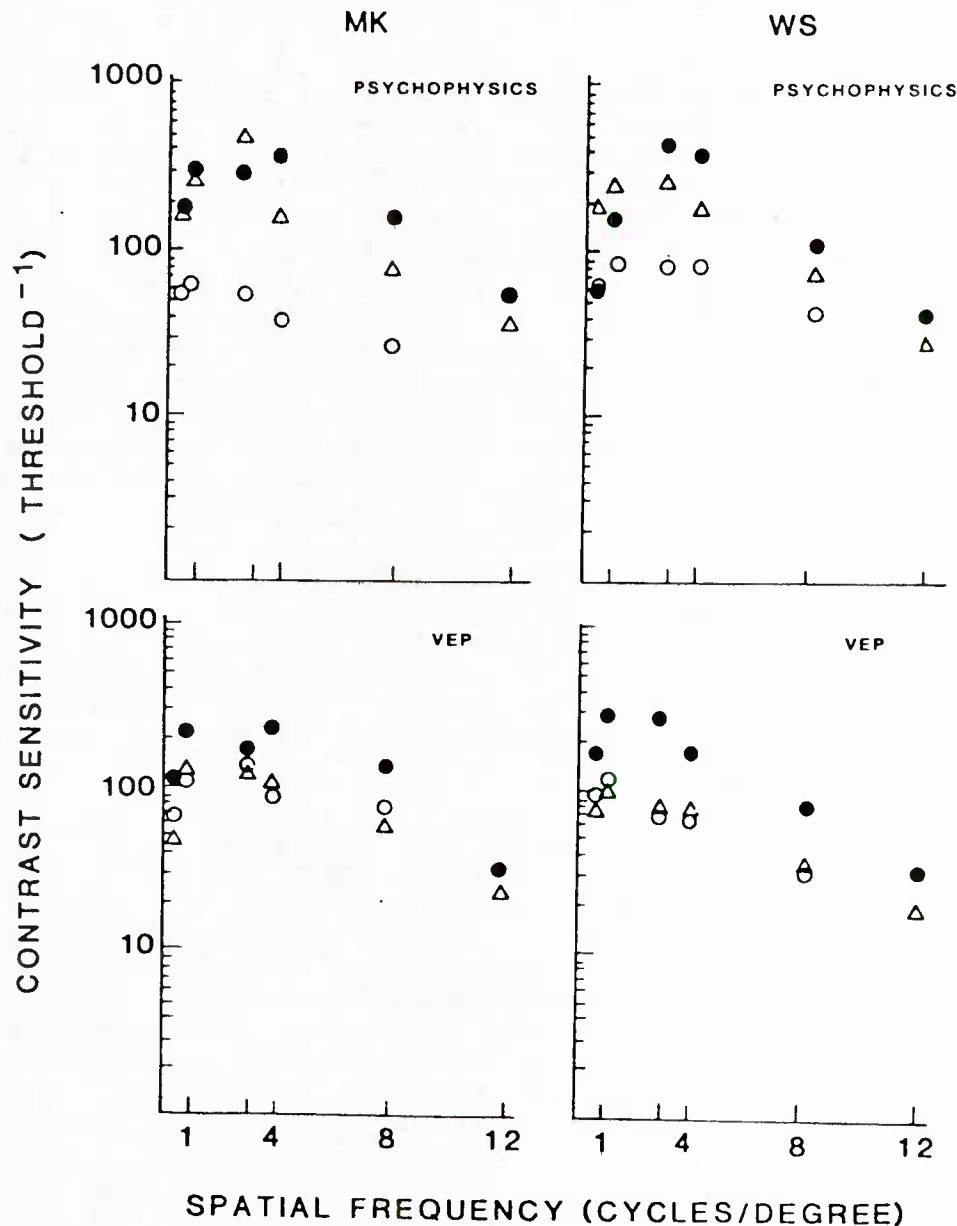 MK
WS
PSYCHOPHYSICS
PSYCHOPHYSICS
1000
100
10
VEP
VEP
1000
100
10
1 4 8 12
1 4 8 12
CONTRAST SENSITIVITY (THRESHOLD⁻¹)
SPATIAL FREQUENCY (CYCLES/DEGREE)